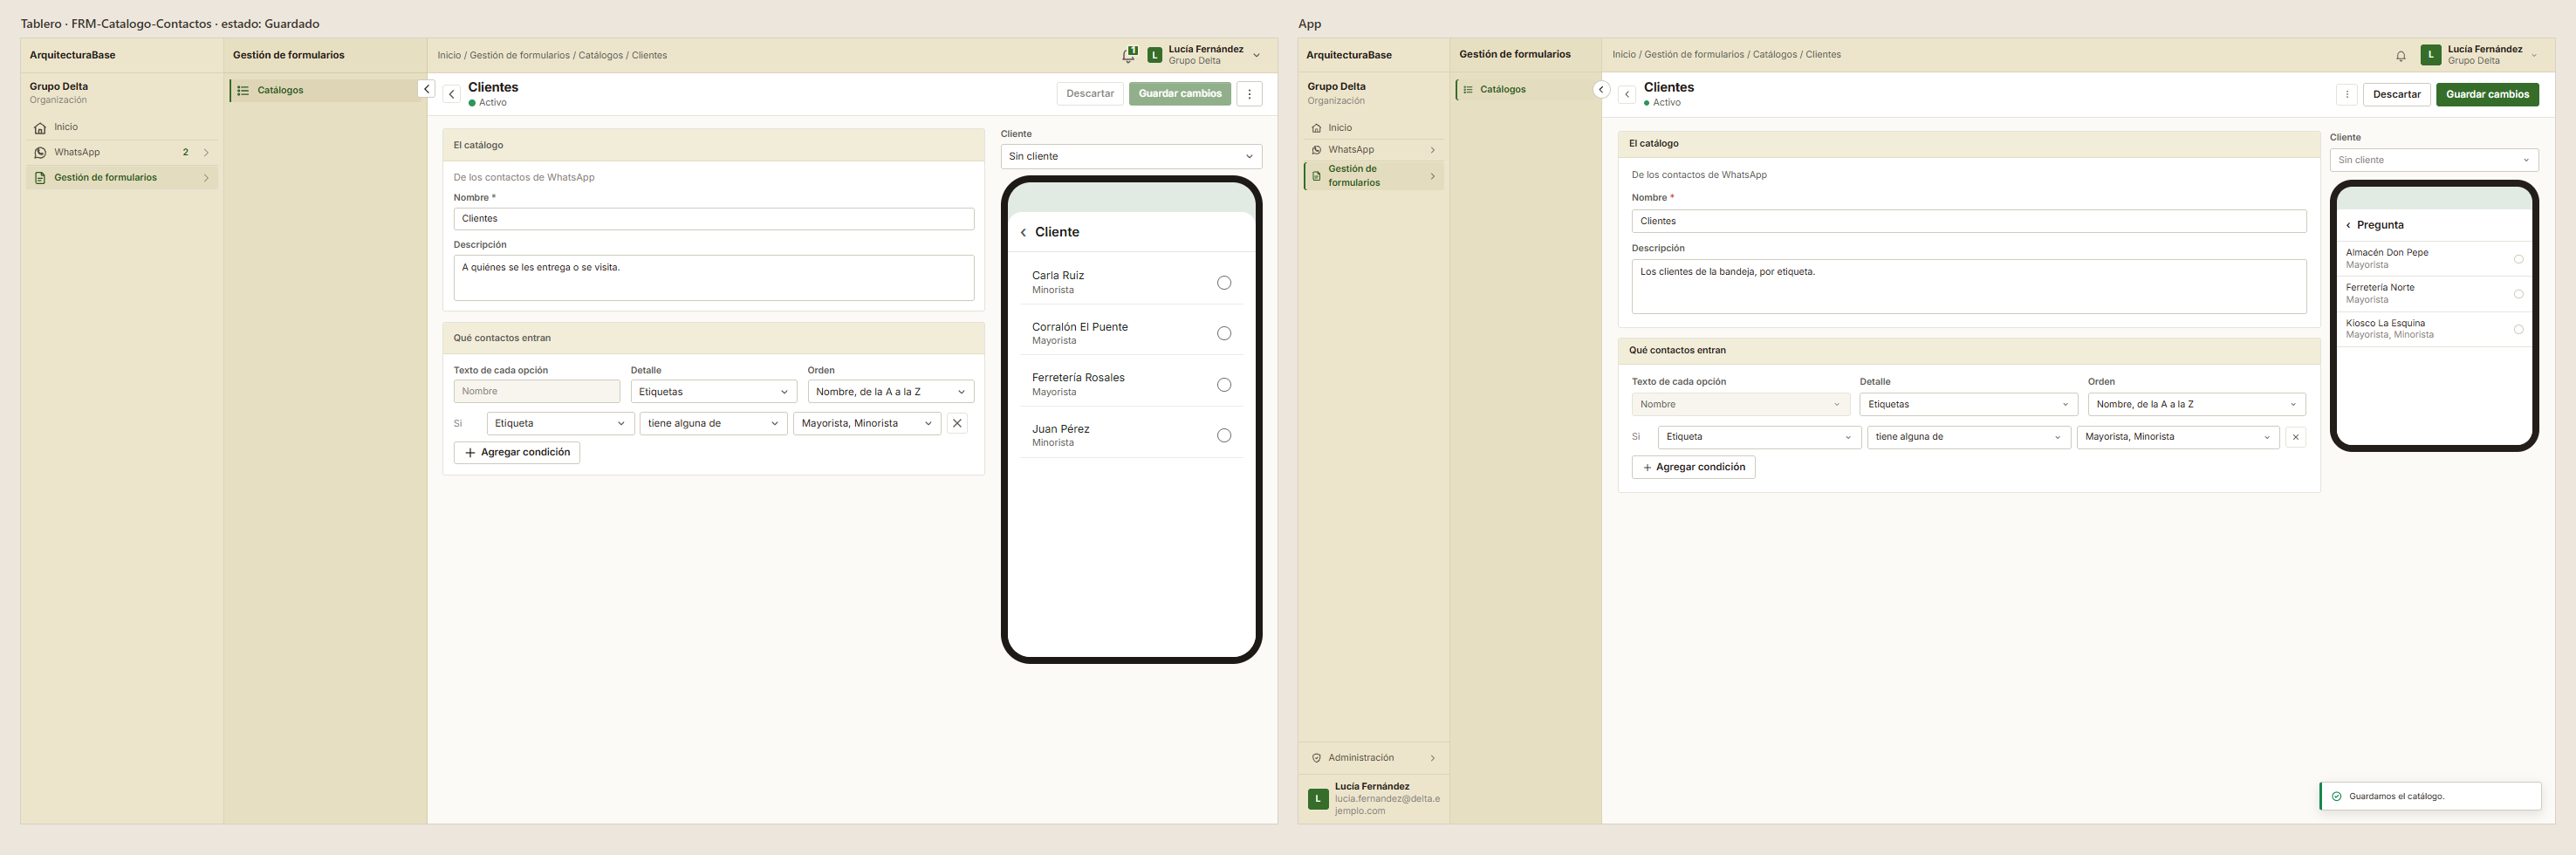 Tablero · FRM-Catalogo-Contactos · estado: Guardado
ArquitecturaBase
Grupo Delta
Organización
Inicio
WhatsApp 2
Gestión de formularios
Gestión de formularios
Catálogos
Inicio / Gestión de formularios / Catálogos / Clientes
1
L
Lucía Fernández
Grupo Delta
Clientes
Activo
Descartar
Guardar cambios
El catálogo
De los contactos de WhatsApp
Nombre *
Clientes
Descripción
A quiénes se les entrega o se visita.
Qué contactos entran
Texto de cada opción Detalle Orden
Nombre Etiquetas Nombre, de la A a la Z
Si Etiqueta tiene alguna de Mayorista, Minorista
Agregar condición
Cliente
Sin cliente
Cliente
Carla Ruiz
Minorista
Corralón El Puente
Mayorista
Ferretería Rosales
Mayorista
Juan Pérez
Minorista
App
ArquitecturaBase
Grupo Delta
Organización
Inicio
WhatsApp
Gestión de
formularios
Administración
L
Lucía Fernández
lucia.fernandez@delta.e
jemplo.com
Gestión de formularios
Catálogos
Inicio / Gestión de formularios / Catálogos / Clientes
L
Lucía Fernández
Grupo Delta
Clientes
Activo
Descartar
Guardar cambios
El catálogo
De los contactos de WhatsApp
Nombre *
Clientes
Descripción
Los clientes de la bandeja, por etiqueta.
Qué contactos entran
Texto de cada opción Detalle Orden
Nombre Etiquetas Nombre, de la A a la Z
Si Etiqueta tiene alguna de Mayorista, Minorista
Agregar condición
Cliente
Sin cliente
Pregunta
Almacén Don Pepe
Mayorista
Ferretería Norte
Mayorista
Kiosco La Esquina
Mayorista, Minorista
Guardamos el catálogo.